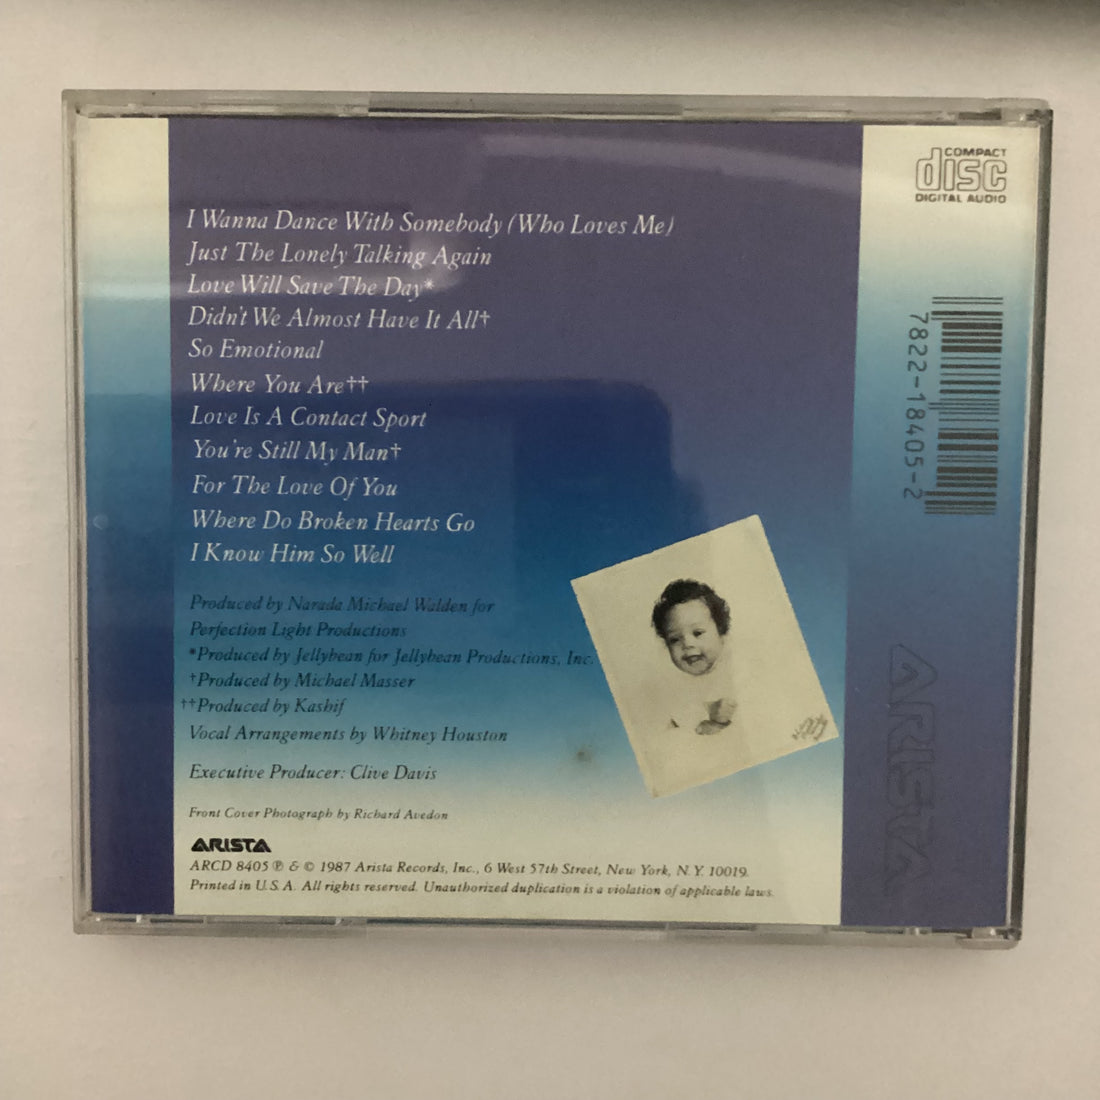 COMPACT
disc
DIGITAL AUDIO
I Wanna Dance With Somebody (Who Loves Me)
Just The Lonely Talking Again
Love Will Save The Day*
Didn't We Almost Have It All†
So Emotional
Where You Are††
Love Is A Contact Sport
You're Still My Man†
For The Love Of You
Where Do Broken Hearts Go
I Know Him So Well
7822-18405-2
Produced by Narada Michael Walden for
Perfection Light Productions
*Produced by Jellybean for Jellybean Productions, Inc.
†Produced by Michael Masser
††Produced by Kashif
Vocal Arrangements by Whitney Houston
Executive Producer: Clive Davis
Front Cover Photograph by Richard Avedon
ARISTA
ARCD 8405 ℗ & © 1987 Arista Records, Inc., 6 West 57th Street, New York, N.Y. 10019.
Printed in U.S.A. All rights reserved. Unauthorized duplication is a violation of applicable laws.
ARISTA